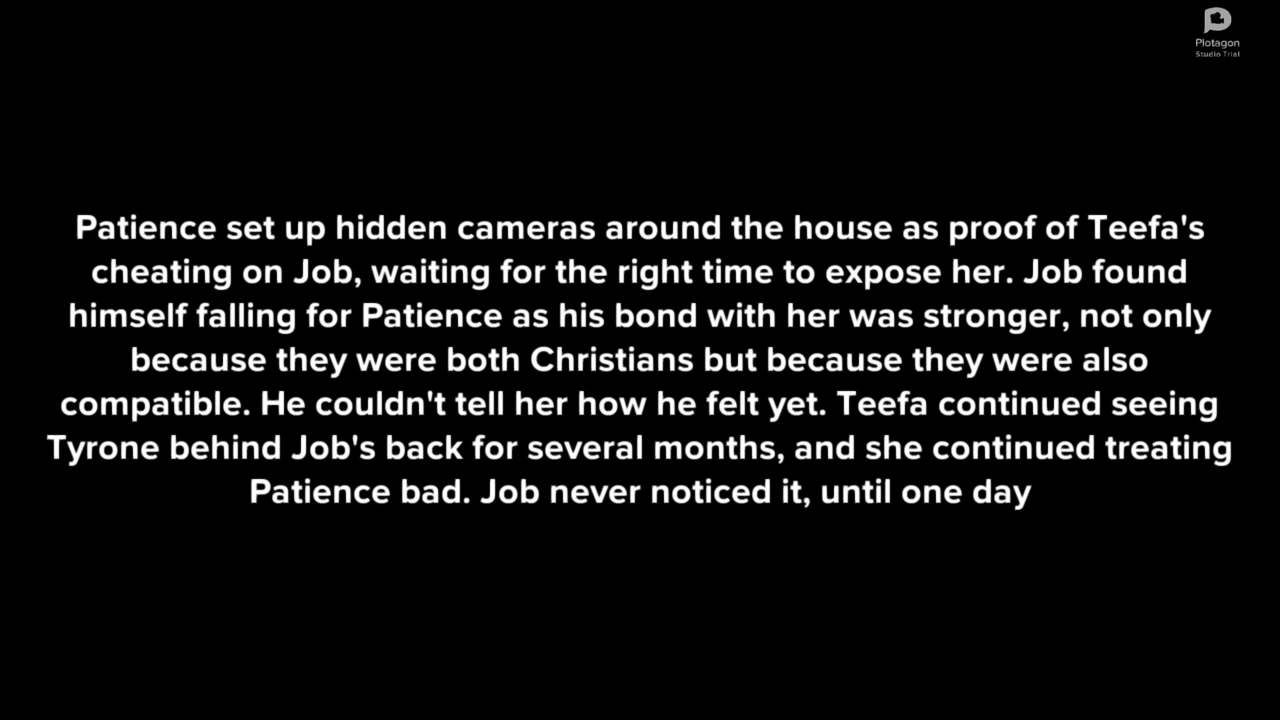 Plotagon
Studio Trial
Patience set up hidden cameras around the house as proof of Teefa's
cheating on Job, waiting for the right time to expose her. Job found
himself falling for Patience as his bond with her was stronger, not only
because they were both Christians but because they were also
compatible. He couldn't tell her how he felt yet. Teefa continued seeing
Tyrone behind Job's back for several months, and she continued treating
Patience bad. Job never noticed it, until one day